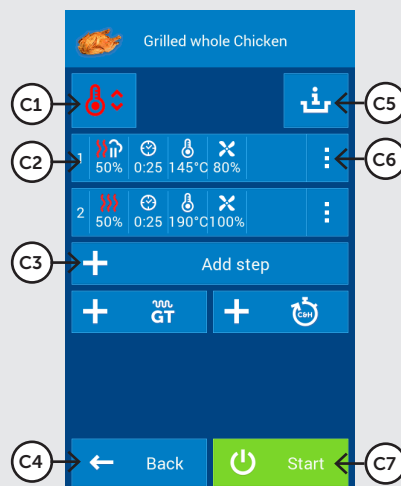 Grilled whole Chicken
C1
C5
C2
1
50% 0:25 145°C 80%
C6
2
50% 0:25 190°C 100%
C3
Add step
GT
C&H
C4
Back
Start
C7